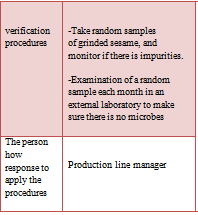 verification
procedures
-Take random samples
of grinded sesame, and
monitor if there is impurities.
-Examination of a random
sample each month in an
external laboratory to make
sure there is no microbes
The person
how
response to
apply the
procedures
Production line manager